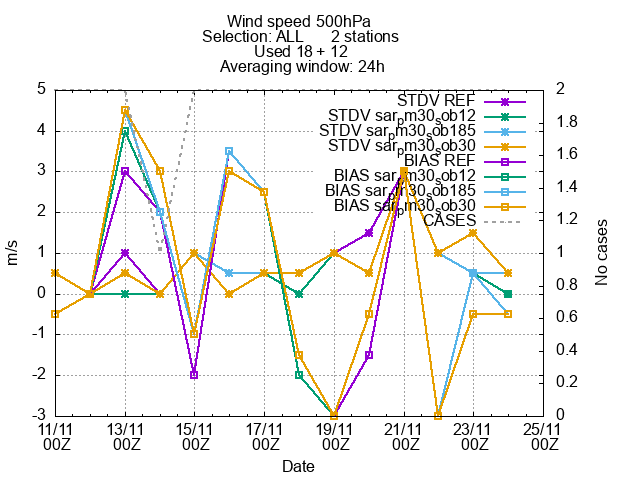 Wind speed 500hPa
Selection: ALL 2 stations
Used 18 + 12
Averaging window: 24h
STDV REF
STDV sar_pm30_sob12
STDV sar_pm30_sob185
STDV sar_pm30_sob30
BIAS REF
BIAS sar_pm30_sob12
BIAS sar_pm30_sob185
BIAS sar_pm30_sob30
CASES
m/s
5
4
3
2
1
0
-1
-2
-3
2
1.8
1.6
1.4
1.2
1
0.8
0.6
0.4
0.2
0
No cases
11/11 13/11 15/11 17/11 19/11 21/11 23/11 25/11
00Z 00Z 00Z 00Z 00Z 00Z 00Z 00Z
Date